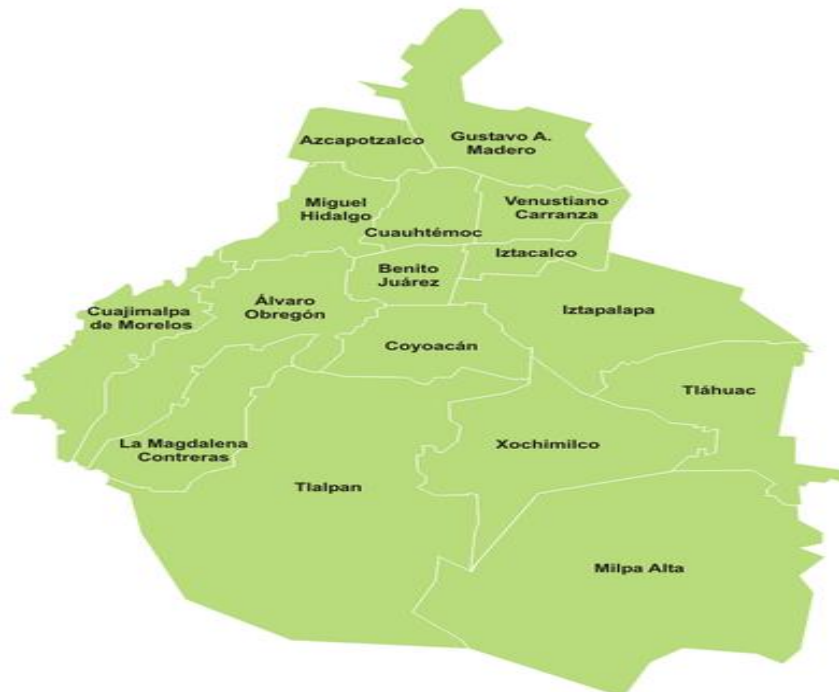 Azcapotzalco
Gustavo A.
Madero
Miguel
Hidalgo
Cuauhtémoc
Venustiano
Carranza
Iztacalco
Benito
Juárez
Cuajimalpa
de Morelos
Álvaro
Obregón
Iztapalapa
Coyoacán
Tláhuac
La Magdalena
Contreras
Xochimilco
Tlalpan
Milpa Alta